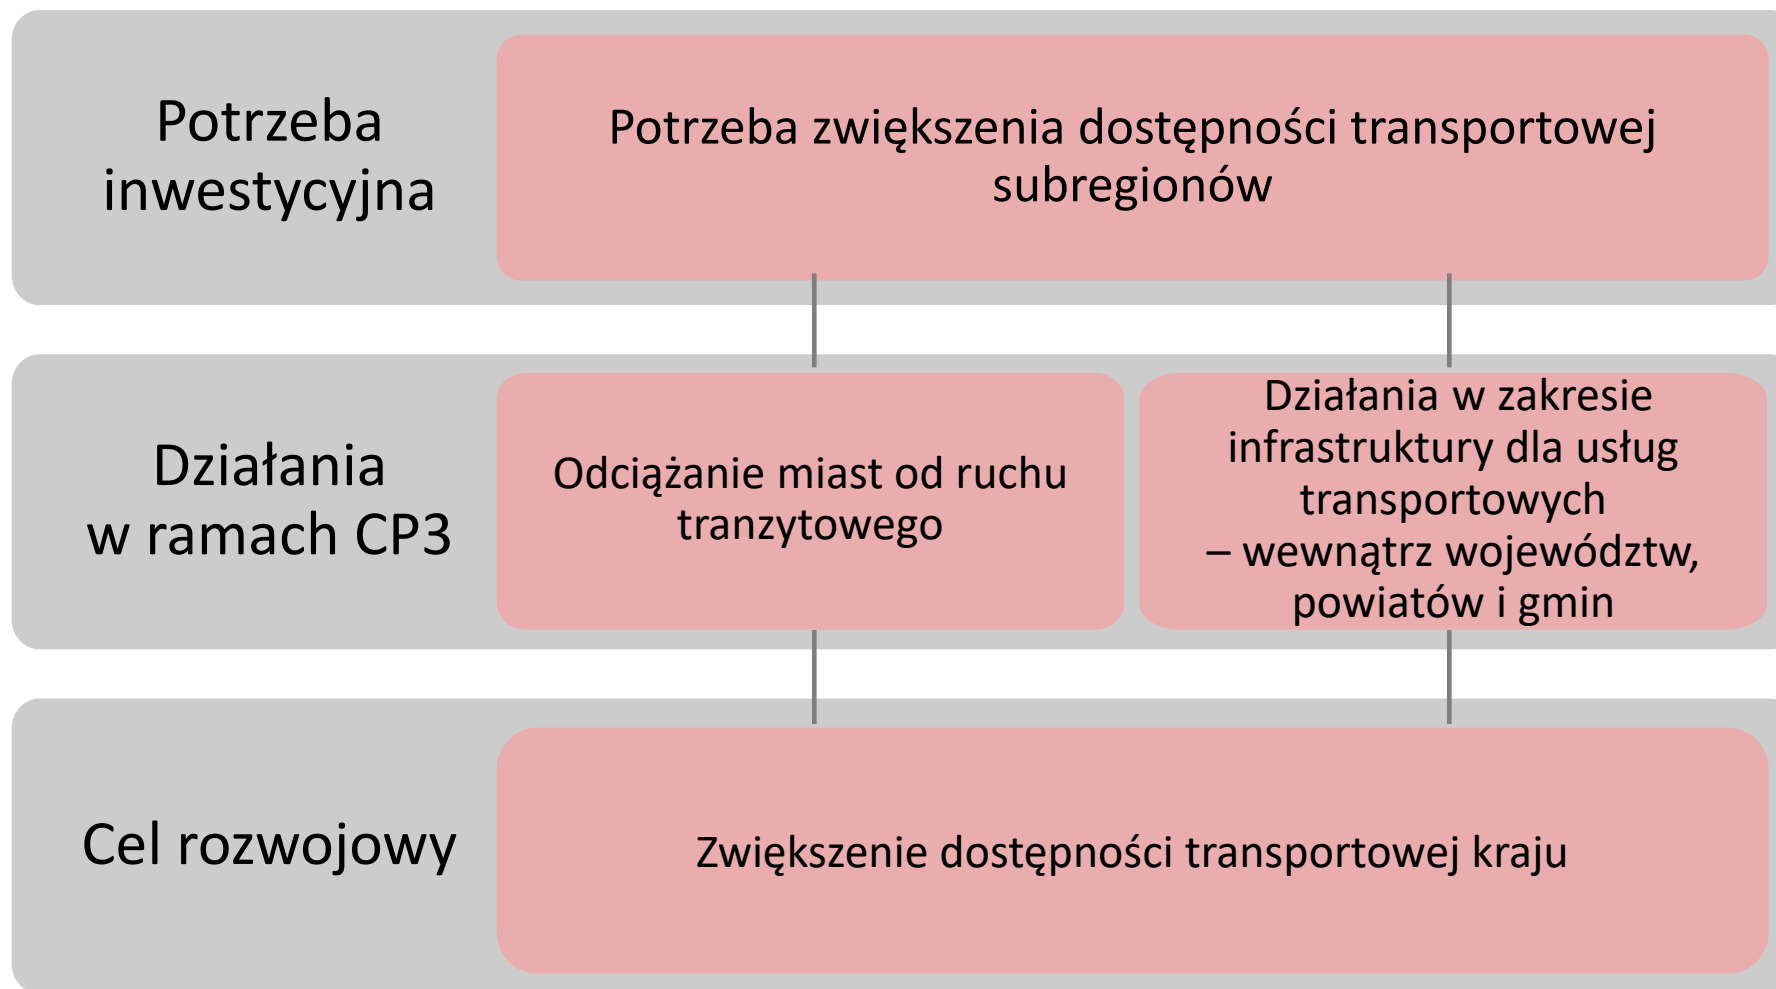 Potrzeba
inwestycyjna
Potrzeba zwiększenia dostępności transportowej
subregionów
Działania
w ramach CP3
Odciążanie miast od ruchu
tranzytowego
Działania w zakresie
infrastruktury dla usług
transportowych
– wewnątrz województw,
powiatów i gmin
Cel rozwojowy
Zwiększenie dostępności transportowej kraju